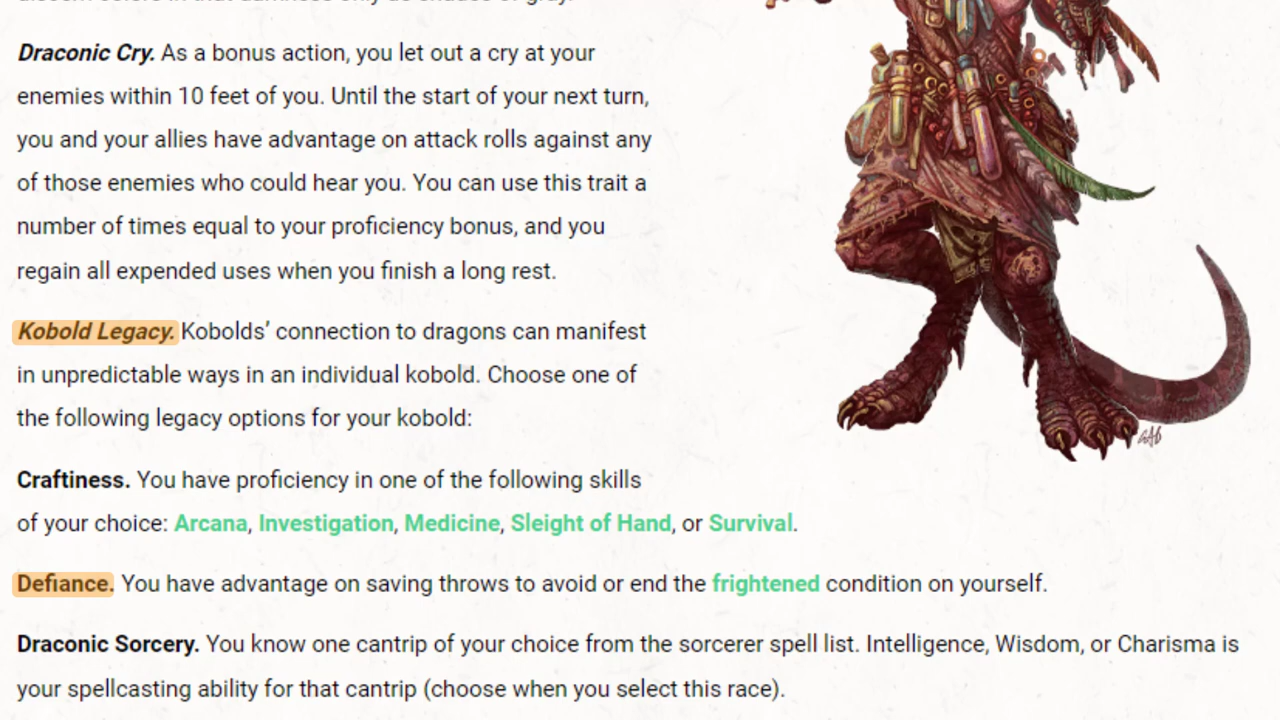 Draconic Cry. As a bonus action, you let out a cry at your
enemies within 10 feet of you. Until the start of your next turn,
you and your allies have advantage on attack rolls against any
of those enemies who could hear you. You can use this trait a
number of times equal to your proficiency bonus, and you
regain all expended uses when you finish a long rest.
Kobold Legacy. Kobolds’ connection to dragons can manifest
in unpredictable ways in an individual kobold. Choose one of
the following legacy options for your kobold:
Craftiness. You have proficiency in one of the following skills
of your choice: Arcana, Investigation, Medicine, Sleight of Hand, or Survival.
Defiance. You have advantage on saving throws to avoid or end the frightened condition on yourself.
Draconic Sorcery. You know one cantrip of your choice from the sorcerer spell list. Intelligence, Wisdom, or Charisma is
your spellcasting ability for that cantrip (choose when you select this race).